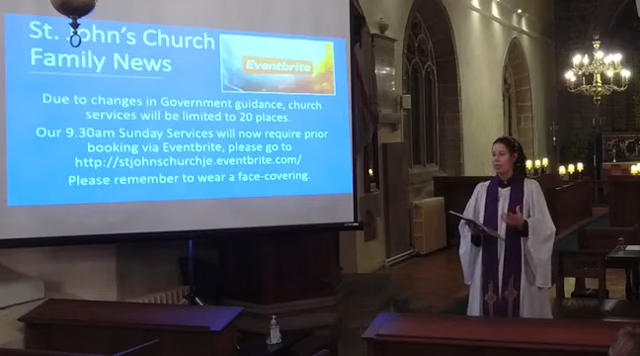 St. John's Church
Family News
Eventbrite
Due to changes in Government guidance, church
services will be limited to 20 places.
Our 9.30am Sunday Services will now require prior
booking via Eventbrite, please go to
http://stjohnschurchje.eventbrite.com/
Please remember to wear a face-covering.